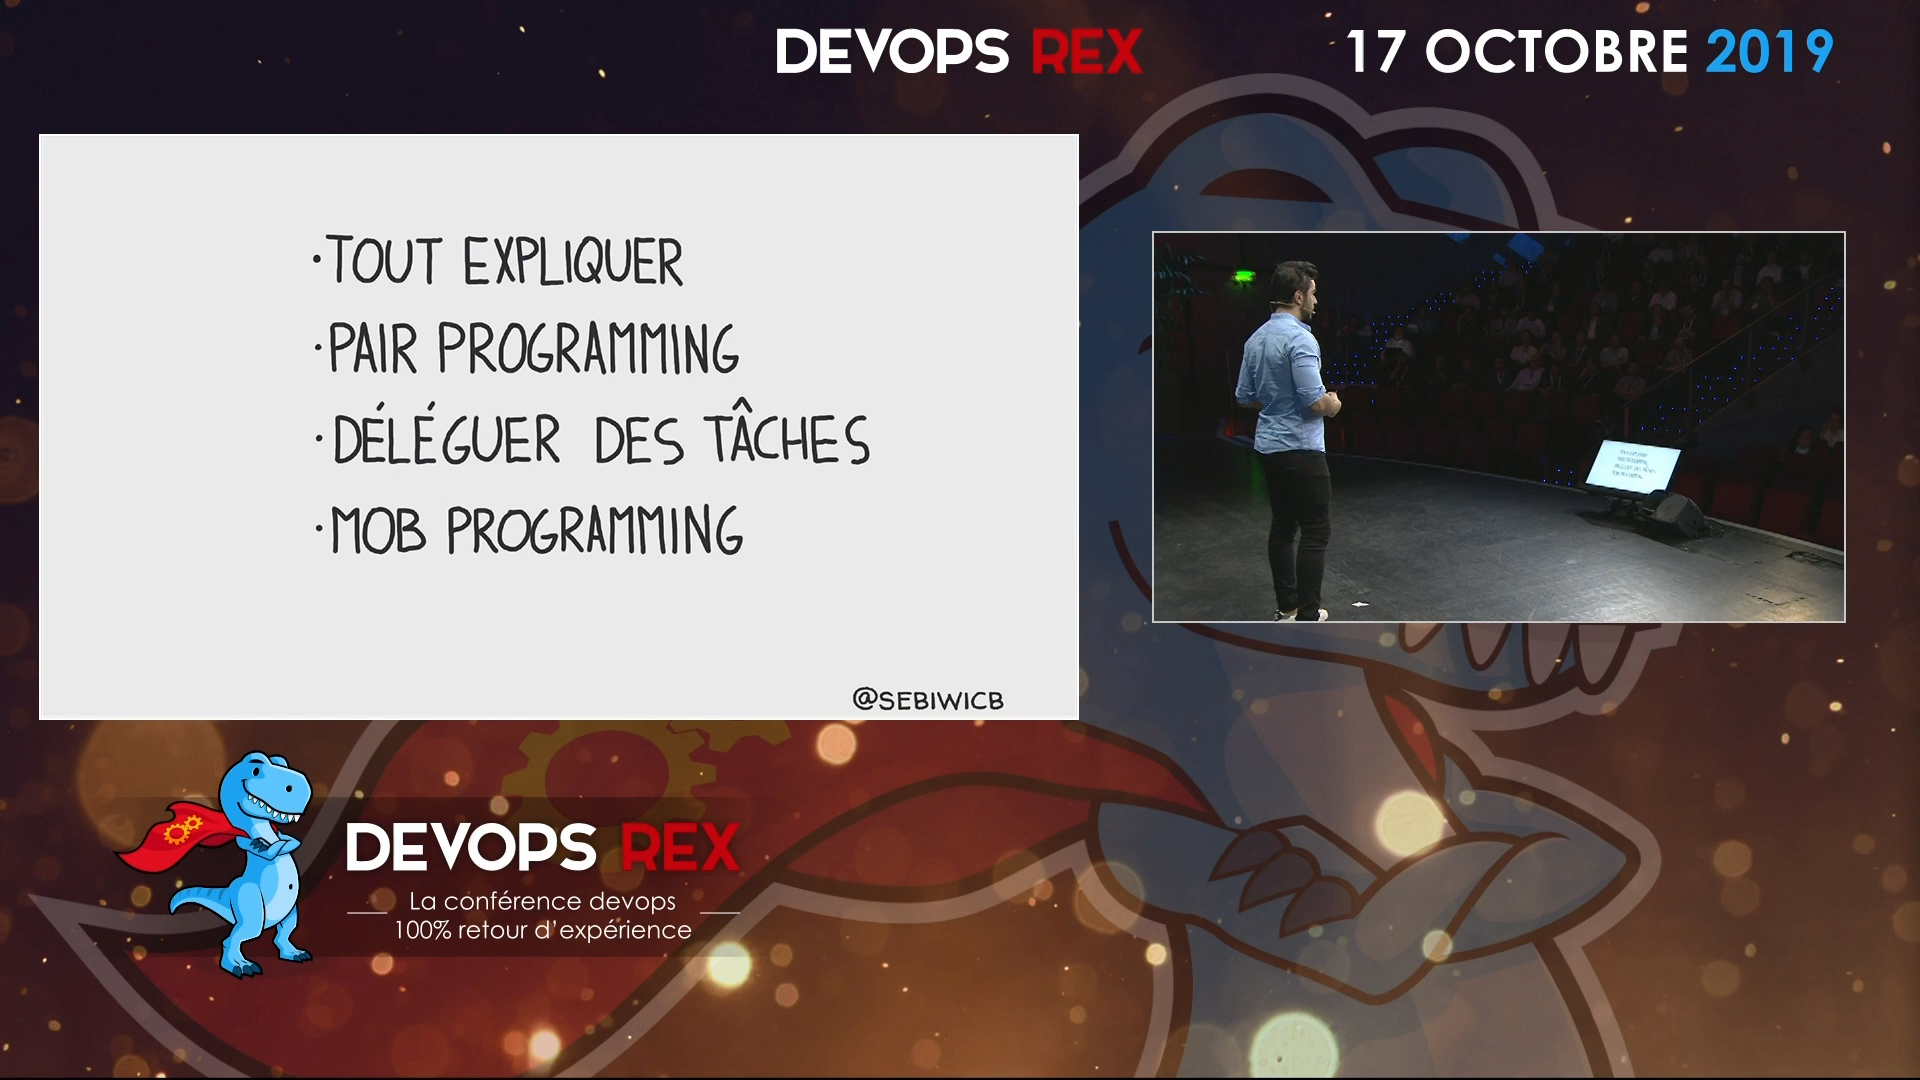 DEVOPS REX
17 OCTOBRE 2019
·TOUT EXPLIQUER
·PAIR PROGRAMMING
·DÉLÉGUER DES TÂCHES
·MOB PROGRAMMING
@SEBIWICB
DEVOPS REX
La conférence devops
100% retour d’expérience